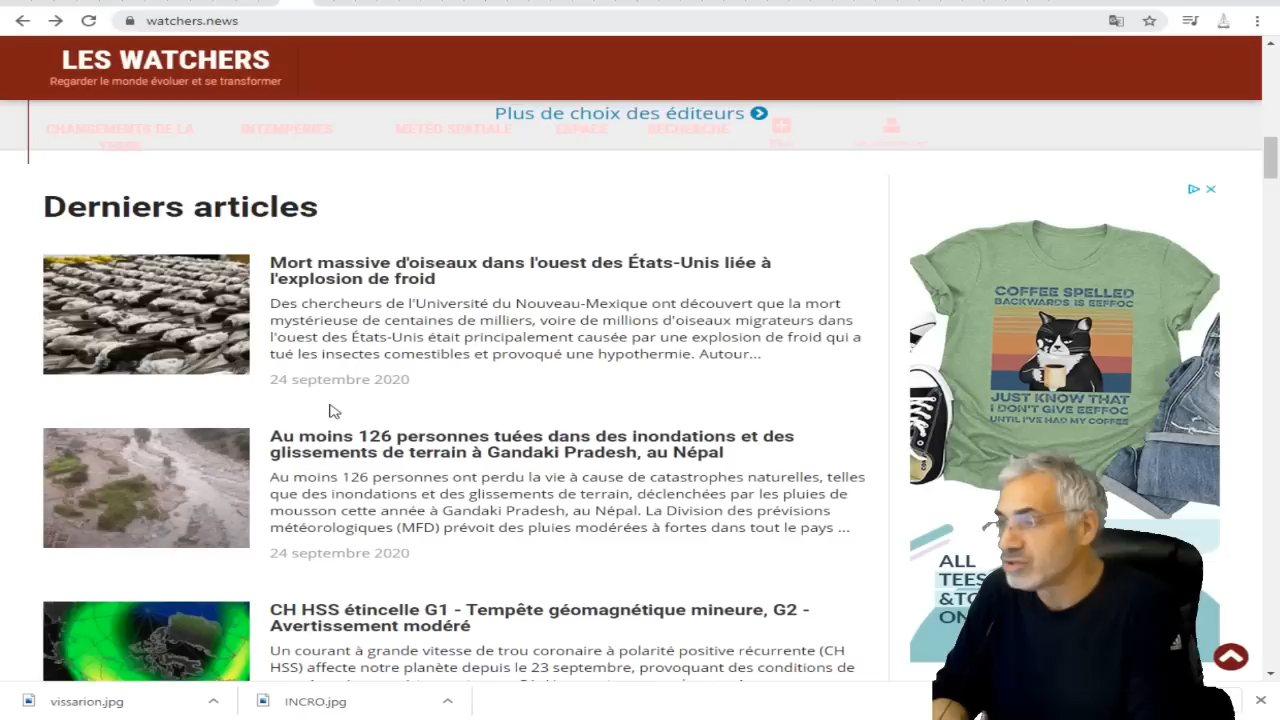 watchers.news
LES WATCHERS
Regarder le monde évoluer et se transformer
Plus de choix des éditeurs
CHANGEMENTS DE LA TERRE
INTEMPÉRIES
MÉTÉO SPATIALE
ESPACE
RECHERCHE
Plus
Derniers articles
Mort massive d'oiseaux dans l'ouest des États-Unis liée à
l'explosion de froid
Des chercheurs de l'Université du Nouveau-Mexique ont découvert que la mort
mystérieuse de centaines de milliers, voire de millions d'oiseaux migrateurs dans
l'ouest des États-Unis était principalement causée par une explosion de froid qui a
tué les insectes comestibles et provoqué une hypothermie. Autour...
24 septembre 2020
Au moins 126 personnes tuées dans des inondations et des
glissements de terrain à Gandaki Pradesh, au Népal
Au moins 126 personnes ont perdu la vie à cause de catastrophes naturelles, telles
que des inondations et des glissements de terrain, déclenchées par les pluies de
mousson cette année à Gandaki Pradesh, au Népal. La Division des prévisions
météorologiques (MFD) prévoit des pluies modérées à fortes dans tout le pays ...
24 septembre 2020
CH HSS étincelle G1 - Tempête géomagnétique mineure, G2 -
Avertissement modéré
Un courant à grande vitesse de trou coronaire à polarité positive récurrente (CH
HSS) affecte notre planète depuis le 23 septembre, provoquant des conditions de
COFFEE SPELLED
BACKWARDS IS EEFFOC
JUST KNOW THAT
I DON'T GIVE EEFFOC
UNTIL I'VE HAD MY COFFEE
ALL
TEES
&TO
ON
vissarion.jpg
INCRO.jpg